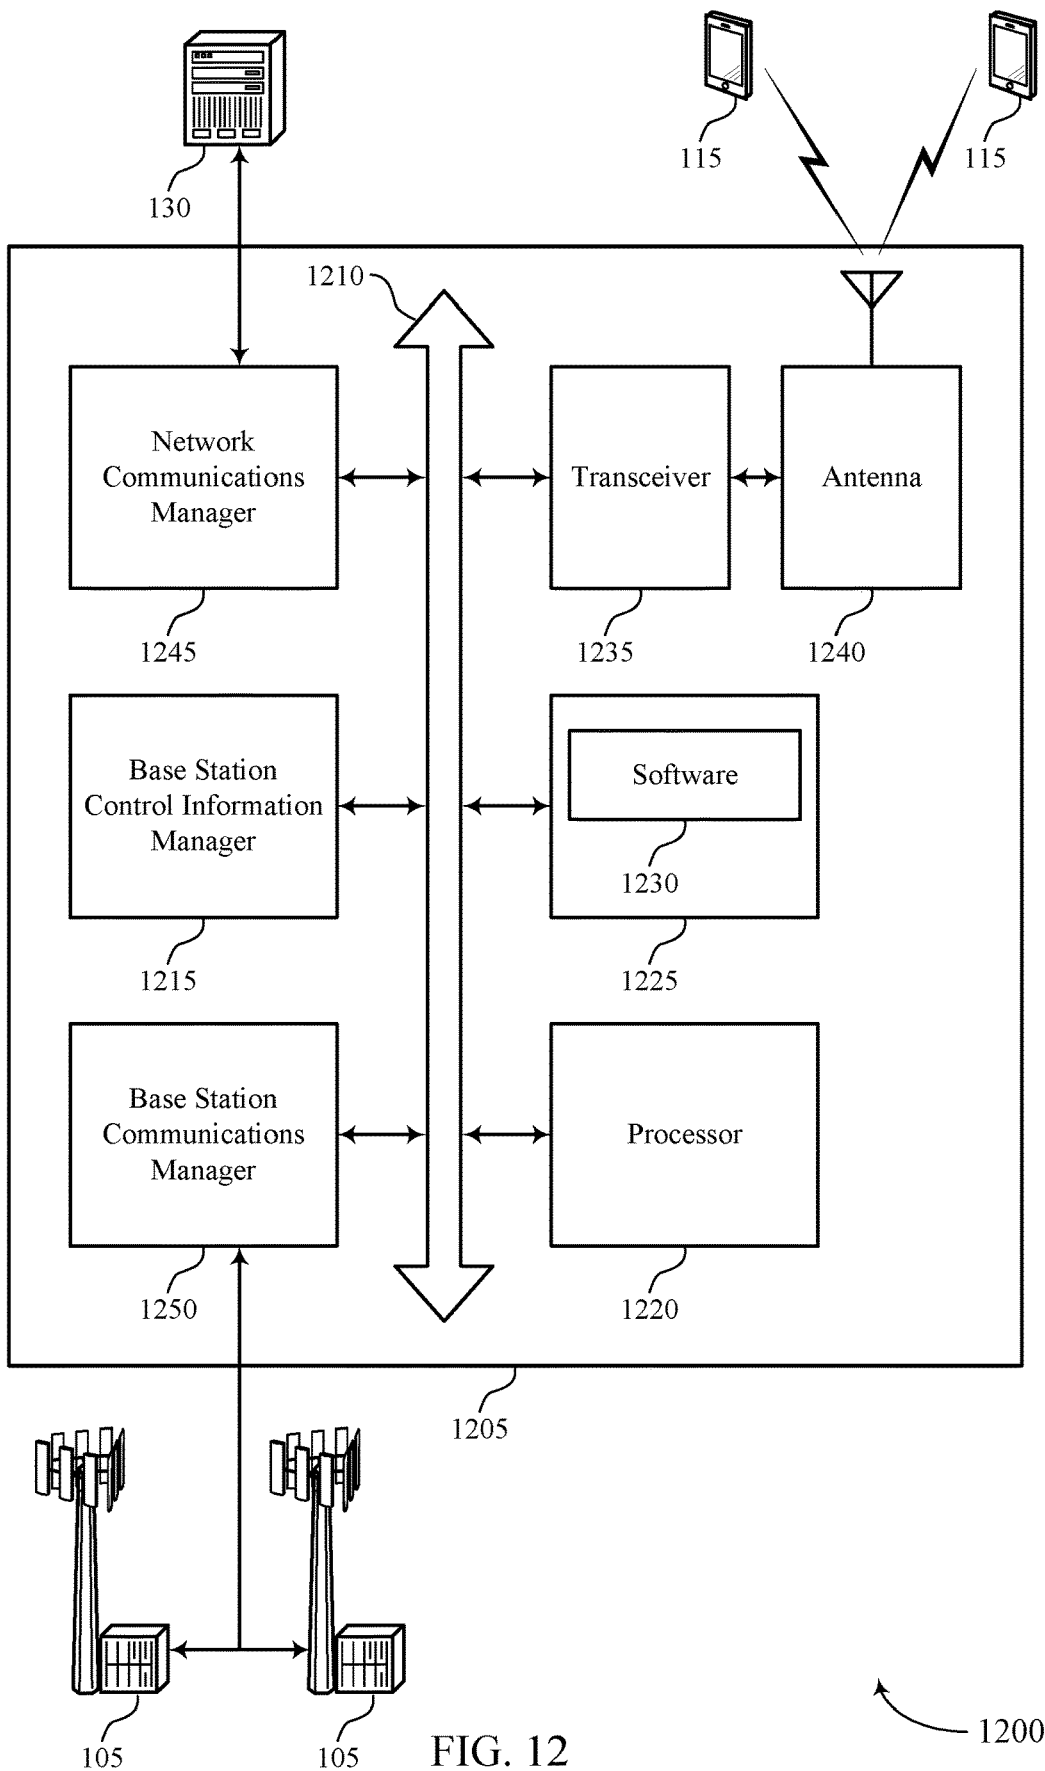 130
115
115
1210
Network
Communications
Manager
Transceiver
Antenna
1245
1235
1240
Base Station
Control Information
Manager
Software
1230
1215
1225
Base Station
Communications
Manager
Processor
1250
1220
1205
105
105
FIG. 12
1200